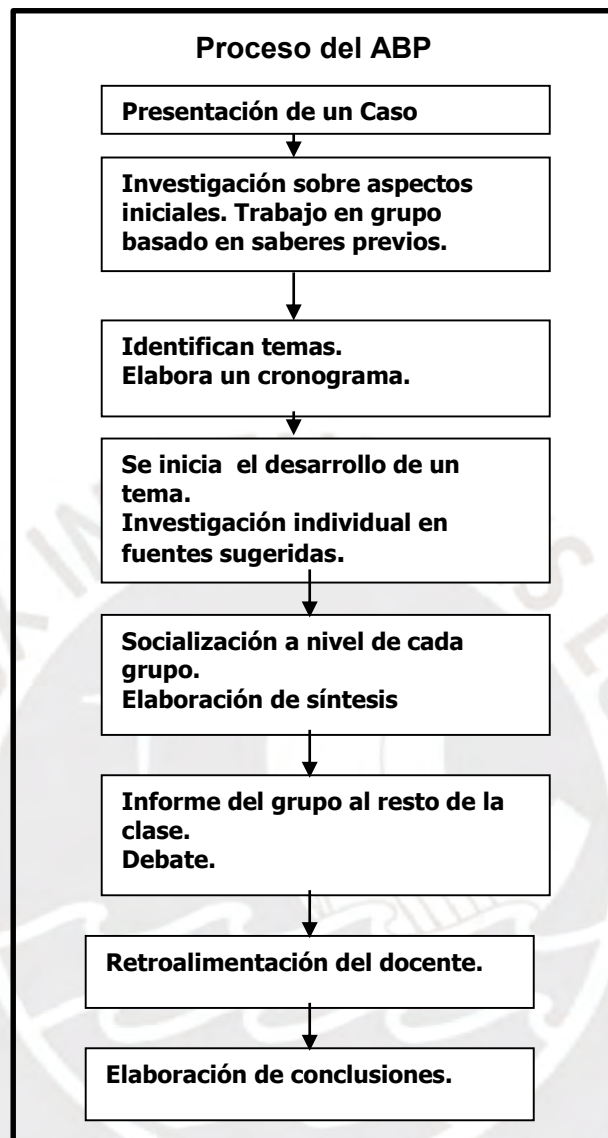 Proceso del ABP
Presentación de un Caso
Investigación sobre aspectos
iniciales. Trabajo en grupo
basado en saberes previos.
Identifican temas.
Elabora un cronograma.
Se inicia  el desarrollo de un
tema.
Investigación individual en
fuentes sugeridas.
Socialización a nivel de cada
grupo.
Elaboración de síntesis
Informe del grupo al resto de la
clase.
Debate.
Retroalimentación del docente.
Elaboración de conclusiones.